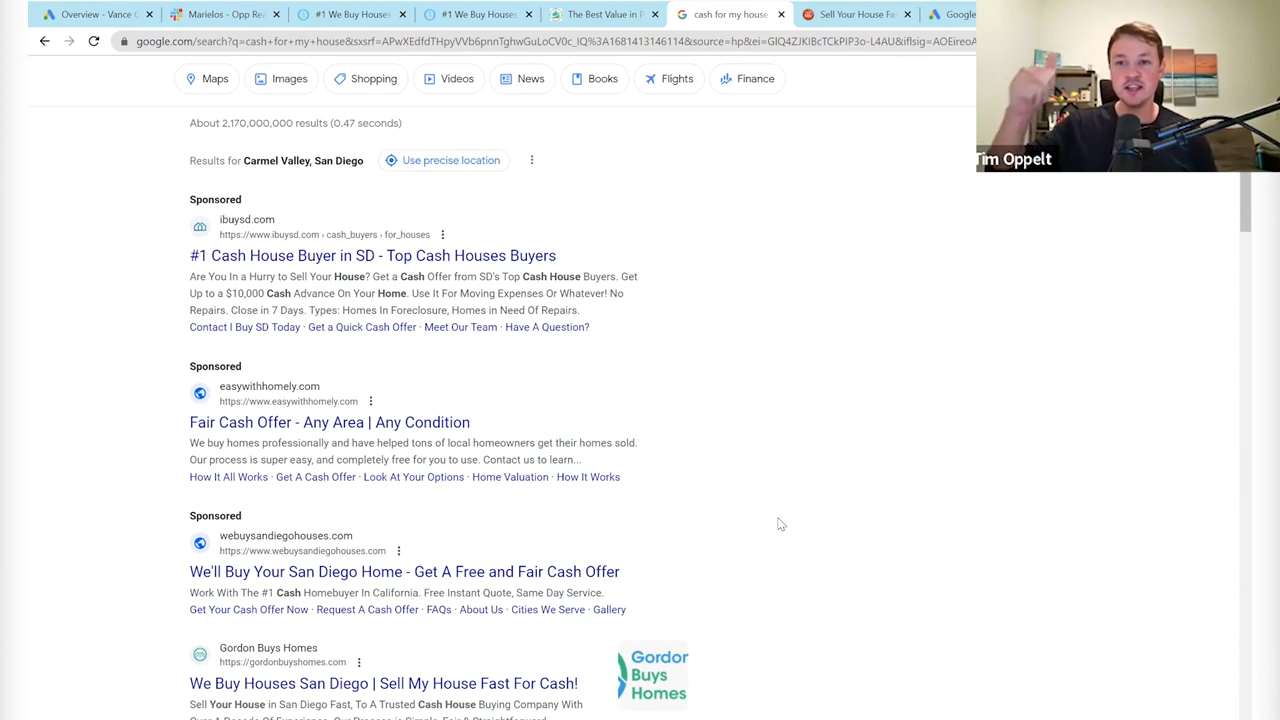 Overview - Vance C
Marielos - Opp Rea
#1 We Buy Houses
#1 We Buy Houses
The Best Value in P
cash for my house
Sell Your House Fa
Google
google.com/search?q=cash+for+my+house&sxsrf=
Maps
Images
Shopping
Videos
News
Books
Flights
Finance
Tim Oppelt
About 2,170,000,000 results (0.47 seconds)
Results for Carmel Valley, San Diego
Use precise location
Sponsored
ibuysd.com
https://www.ibuysd.com › cash_buyers › for_houses
#1 Cash House Buyer in SD - Top Cash Houses Buyers
Are You In a Hurry to Sell Your House? Get a Cash Offer from SD's Top Cash House Buyers. Get
Up to a $10,000 Cash Advance On Your Home. Use It For Moving Expenses Or Whatever! No
Repairs. Close in 7 Days. Types: Homes In Foreclosure, Homes in Need Of Repairs.
Contact I Buy SD Today · Get a Quick Cash Offer · Meet Our Team · Have A Question?
Sponsored
easywithhomely.com
https://www.easywithhomely.com
Fair Cash Offer - Any Area | Any Condition
We buy homes professionally and have helped tons of local homeowners get their homes sold.
Our process is super easy, and completely free for you to use. Contact us to learn...
How It All Works · Get A Cash Offer · Look At Your Options · Home Valuation · How It Works
Sponsored
webuysandiegohouses.com
https://www.webuysandiegohouses.com
We'll Buy Your San Diego Home - Get A Free and Fair Cash Offer
Work With The #1 Cash Homebuyer In California. Free Instant Quote, Same Day Service.
Get Your Cash Offer Now · Request A Cash Offer · FAQs · About Us · Cities We Serve · Gallery
Gordon Buys Homes
https://gordonbuyshomes.com
We Buy Houses San Diego | Sell My House Fast For Cash!
Sell Your House in San Diego Fast, To A Trusted Cash House Buying Company With
Over A Decade Of Experience. Our Process is Simple, Fair & Straightforward
Gordon
Buys
Homes